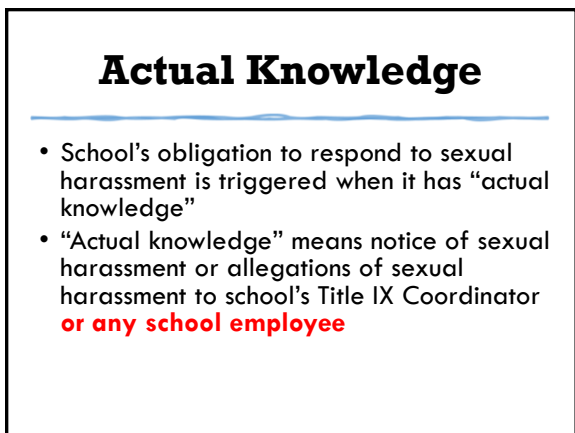 Actual Knowledge
• School’s obligation to respond to sexual
harassment is triggered when it has “actual
knowledge”
• “Actual knowledge” means notice of sexual
harassment or allegations of sexual
harassment to school’s Title IX Coordinator
or any school employee